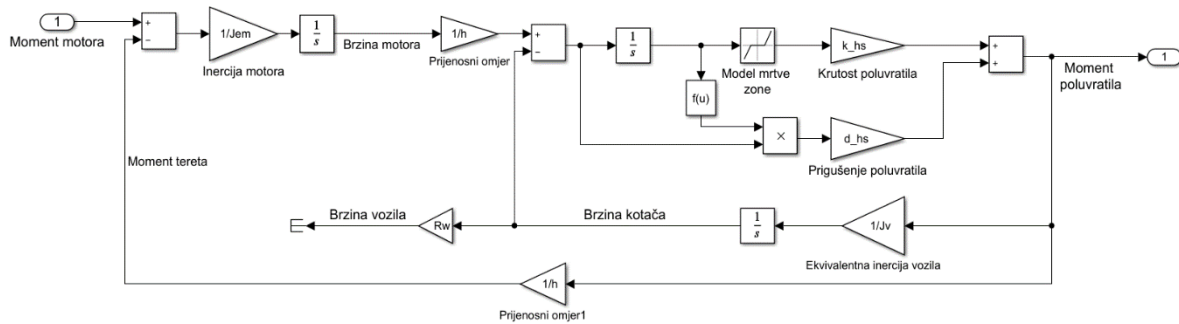 1
Moment motora
+
−
1/Jem
Inercija motora
1
s
Brzina motora
1/h
Prijenosni omjer
+
−
1
s
Model mrtve
zone
k_hs
Krutost poluvratila
f(u)
×
d_hs
Prigušenje poluvratila
+
+
Moment
poluvratila
1
Moment tereta
Brzina vozila
Rw
Brzina kotača
1
s
1/Jv
Ekvivalentna inercija vozila
1/h
Prijenosni omjer1